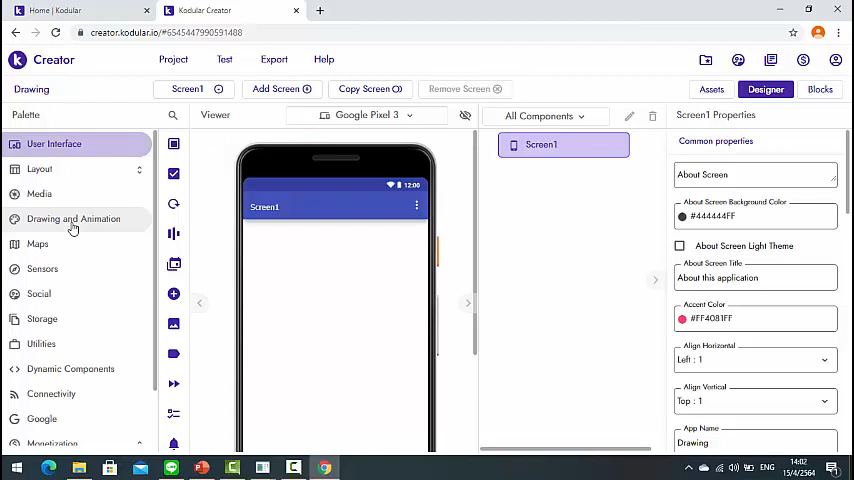 Home | Kodular
Kodular Creator
creator.kodular.io/#6545447990591488
Creator
Project
Test
Export
Help
Drawing
Screen1
Add Screen
Copy Screen
Remove Screen
Assets
Designer
Blocks
Palette
Viewer
Google Pixel 3
All Components
Screen1 Properties
User Interface
Layout
Media
Drawing and Animation
Maps
Sensors
Social
Storage
Utilities
Dynamic Components
Connectivity
Google
Monetization
12:00
Screen1
Screen1
Common properties
About Screen
About Screen Background Color
#444444FF
About Screen Light Theme
About Screen Title
About this application
Accent Color
#FF4081FF
Align Horizontal
Left : 1
Align Vertical
Top : 1
App Name
Drawing
ENG
14:02
15/4/2564